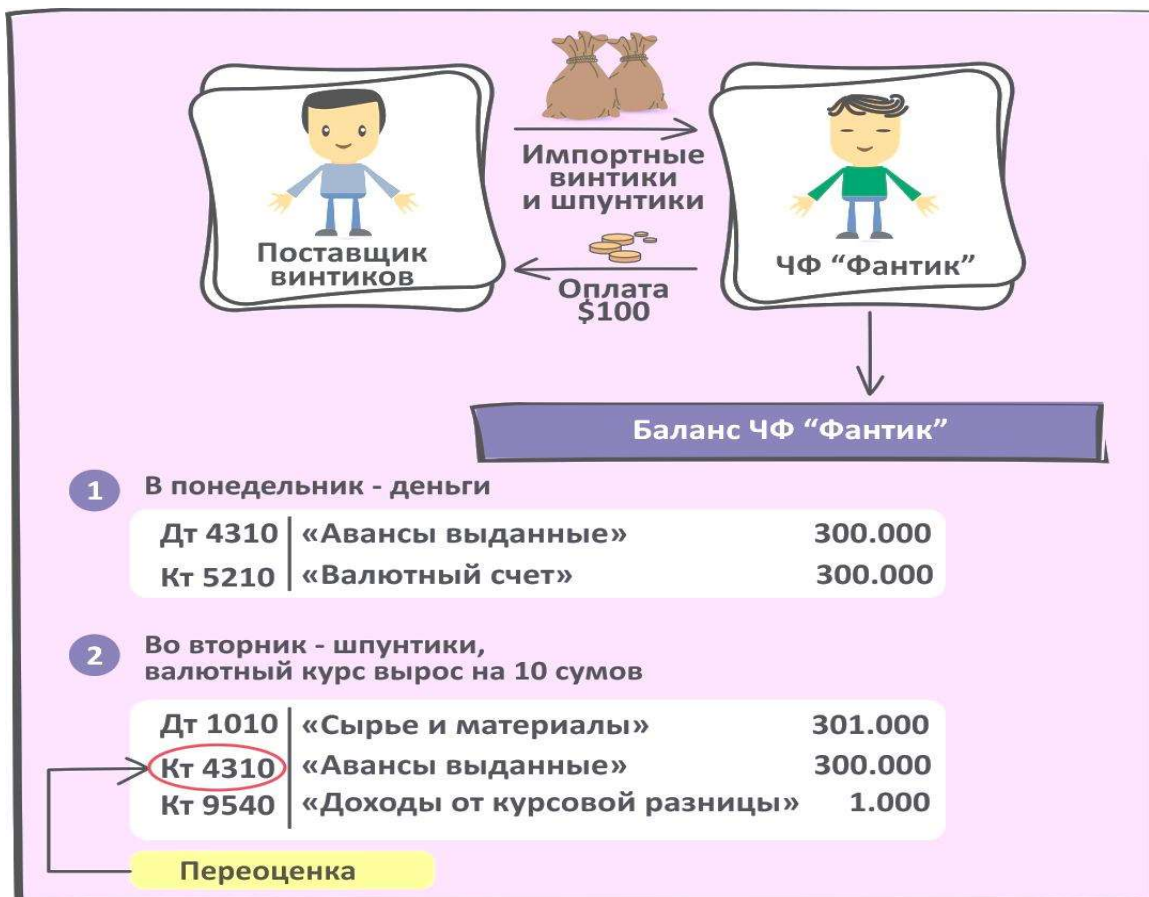 Импортные
винтики
и шпунтики
Поставщик
винтиков
Оплата
$100
ЧФ “Фантик”
Баланс ЧФ “Фантик”
1 В понедельник - деньги
Дт 4310 «Авансы выданные» 300.000
Кт 5210 «Валютный счет» 300.000
2 Во вторник - шпунтики,
валютный курс вырос на 10 сумов
Дт 1010 «Сырье и материалы» 301.000
Кт 4310 «Авансы выданные» 300.000
Кт 9540 «Доходы от курсовой разницы» 1.000
Переоценка